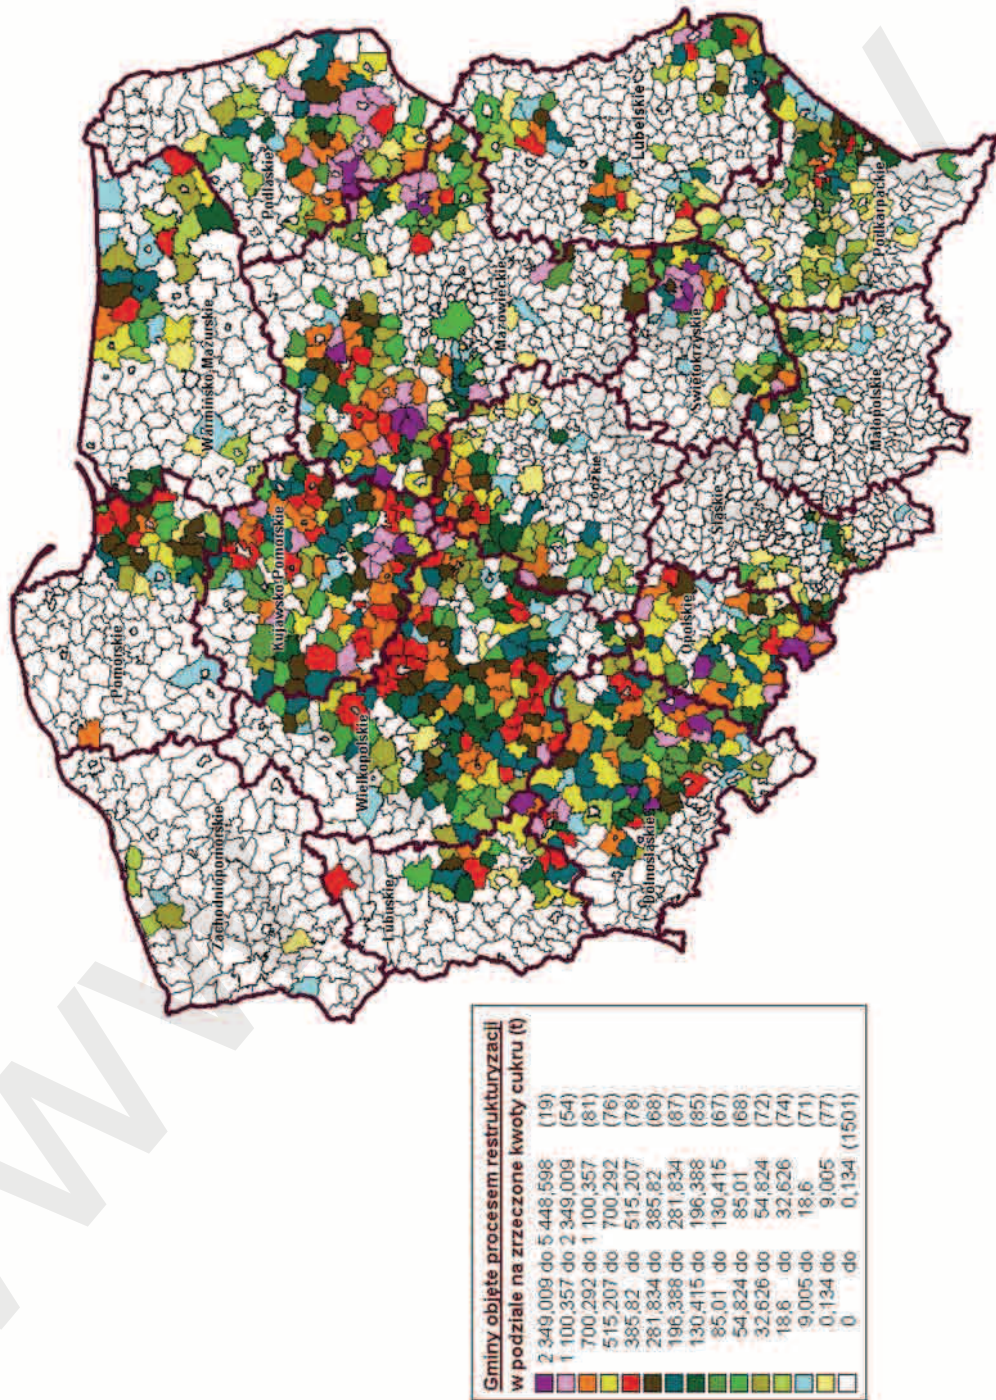 Zachodniopomorskie
Pomorskie
Warmińsko-Mazurskie
Podlaskie
Kujawsko-Pomorskie
Wielkopolskie
Lubuskie
Mazowieckie
Łódzkie
Lubelskie
Dolnośląskie
Opolskie
Śląskie
Świętokrzyskie
Małopolskie
Podkarpackie
Gminy objęte procesem restrukturyzacji
w podziale na zrzeczone kwoty cukru (t)
2 349,009 do 5 448,598 (19)
1 100,357 do 2 349,009 (54)
700,292 do 1 100,357 (81)
515,207 do 700,292 (76)
385,82 do 515,207 (78)
281,834 do 385,82 (68)
196,388 do 281,834 (87)
130,415 do 196,388 (85)
85,01 do 130,415 (67)
54,824 do 85,01 (68)
32,626 do 54,824 (72)
18,6 do 32,626 (74)
9,005 do 18,6 (71)
0,134 do 9,005 (77)
0 do 0,134 (1501)